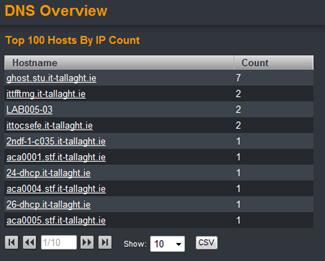 DNS Overview
Top 100 Hosts By IP Count
Hostname Count
ghost.stu.it-tallaght.ie 7
ittftmg.it-tallaght.ie 2
LAB005-03 2
ittocsefe.it-tallaght.ie 2
2ndf-1-c035.it-tallaght.ie 1
aca0001.stf.it-tallaght.ie 1
24-dhcp.it-tallaght.ie 1
aca0004.stf.it-tallaght.ie 1
26-dhcp.it-tallaght.ie 1
aca0005.stf.it-tallaght.ie 1
1/10 Show: 10 CSV